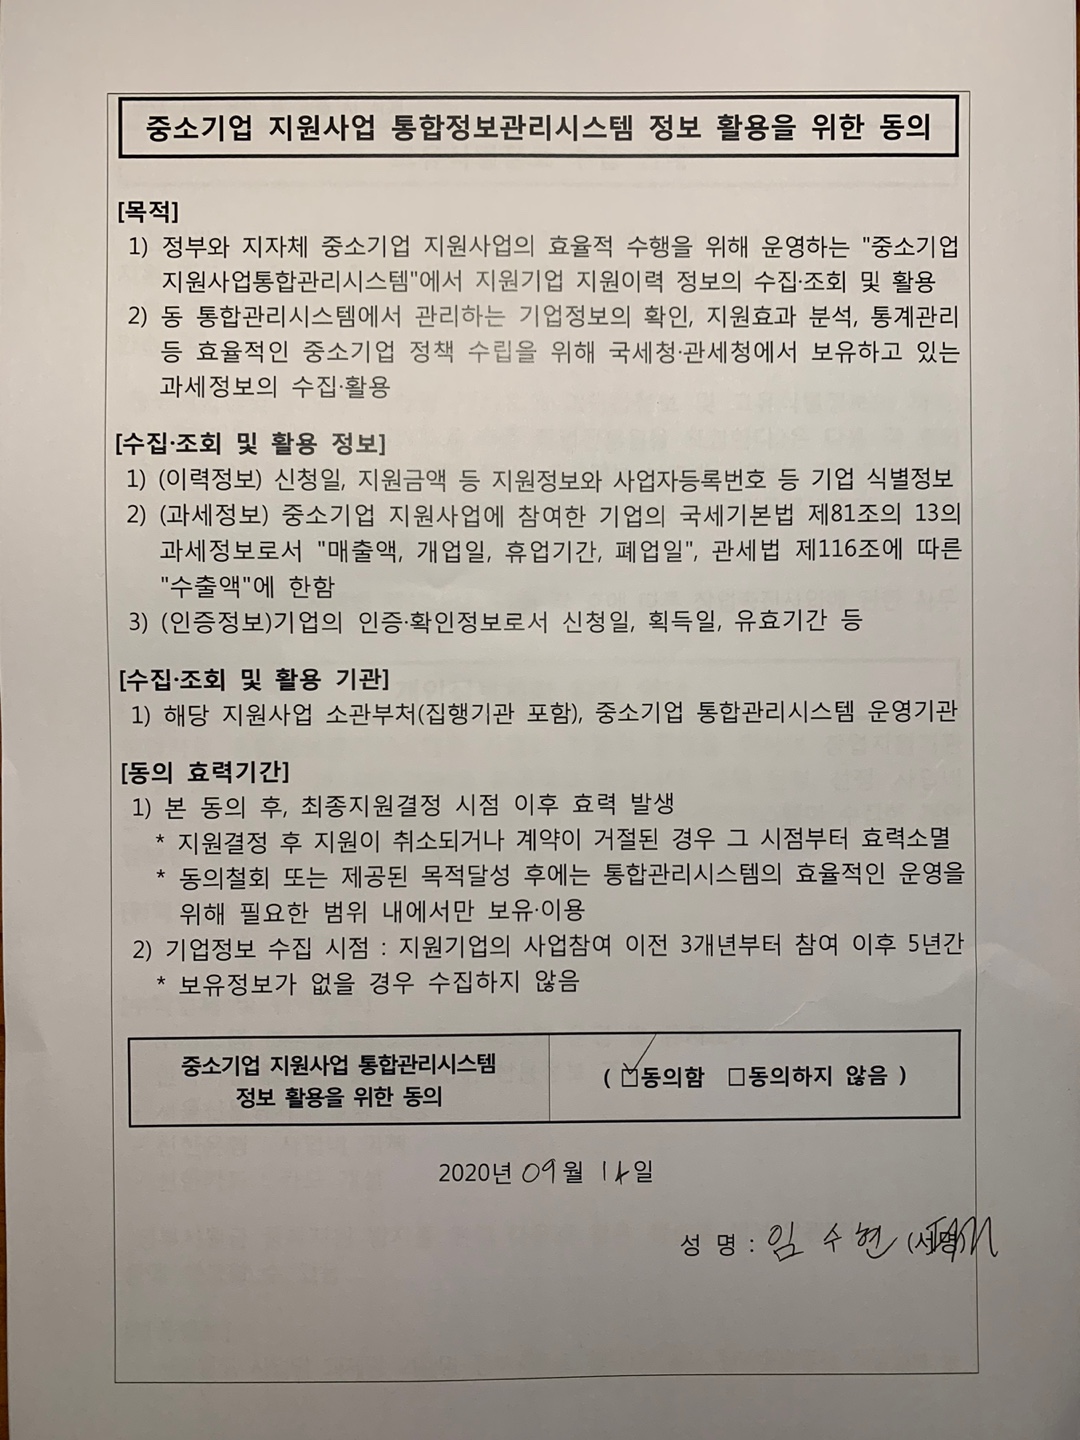 중소기업 지원사업 통합정보관리시스템 정보 활용을 위한 동의
[목적]
1) 정부와 지자체 중소기업 지원사업의 효율적 수행을 위해 운영하는 "중소기업
지원사업통합관리시스템"에서 지원기업 지원이력 정보의 수집·조회 및 활용
2) 동 통합관리시스템에서 관리하는 기업정보의 확인, 지원효과 분석, 통계관리
등 효율적인 중소기업 정책 수립을 위해 국세청·관세청에서 보유하고 있는
과세정보의 수집·활용
[수집·조회 및 활용 정보]
1) (이력정보) 신청일, 지원금액 등 지원정보와 사업자등록번호 등 기업 식별정보
2) (과세정보) 중소기업 지원사업에 참여한 기업의 국세기본법 제81조의 13의
과세정보로서 "매출액, 개업일, 휴업기간, 폐업일", 관세법 제116조에 따른
"수출액"에 한함
3) (인증정보)기업의 인증·확인정보로서 신청일, 획득일, 유효기간 등
[수집·조회 및 활용 기관]
1) 해당 지원사업 소관부처(집행기관 포함), 중소기업 통합관리시스템 운영기관
[동의 효력기간]
1) 본 동의 후, 최종지원결정 시점 이후 효력 발생
* 지원결정 후 지원이 취소되거나 계약이 거절된 경우 그 시점부터 효력소멸
* 동의철회 또는 제공된 목적달성 후에는 통합관리시스템의 효율적인 운영을
위해 필요한 범위 내에서만 보유·이용
2) 기업정보 수집 시점 : 지원기업의 사업참여 이전 3개년부터 참여 이후 5년간
* 보유정보가 없을 경우 수집하지 않음
중소기업 지원사업 통합관리시스템
정보 활용을 위한 동의
( ☑동의함 □동의하지 않음 )
2020년 09월 14일
성 명 : 임수현 (서명)